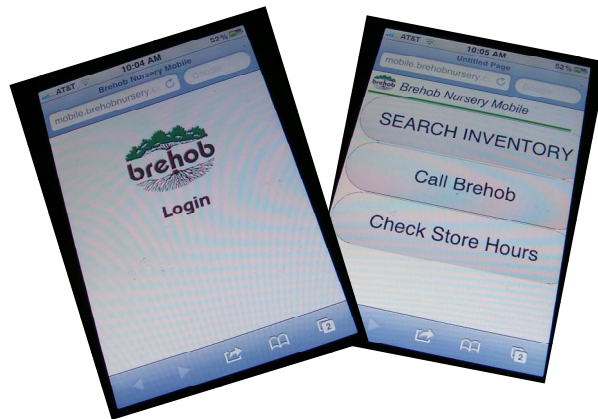 AT&T 10:04 AM 52%
Brehob Nursery Mobile
mobile.brehobnursery.c
Google
brehob
Login
2
AT&T 10:05 AM 52%
Untitled Page
mobile.brehobnursery.c
Brehob Nursery Mobile
SEARCH INVENTORY
Call Brehob
Check Store Hours
2